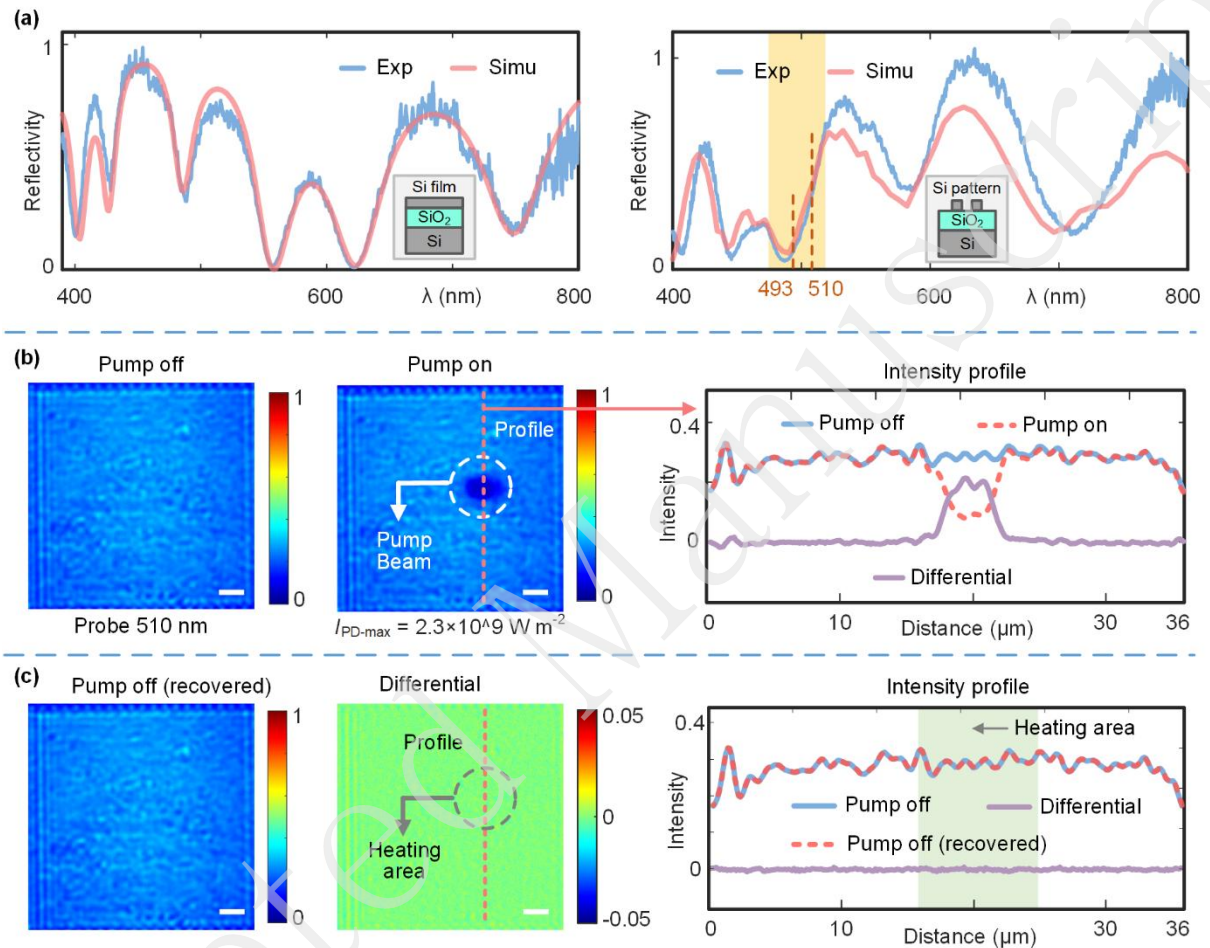 (a)
1
Exp
Simu
Reflectivity
0
Si film
SiO₂
Si
400
λ (nm)
600
800
1
Exp
Simu
Reflectivity
0
Si pattern
SiO₂
Si
400
493
510
600
λ (nm)
800
(b)
Pump off
1
0
Probe 510 nm
Pump on
Profile
Pump
Beam
1
0
I_PD-max = 2.3×10^9 W m⁻²
Intensity profile
0.4
Pump off
Pump on
Intensity
0
Differential
0
10
Distance (μm)
30
36
(c)
Pump off (recovered)
1
0
Differential
Profile
Heating
area
0.05
0
-0.05
Intensity profile
0.4
Heating area
Intensity
Pump off
Differential
Pump off (recovered)
0
0
10
Distance (μm)
30
36